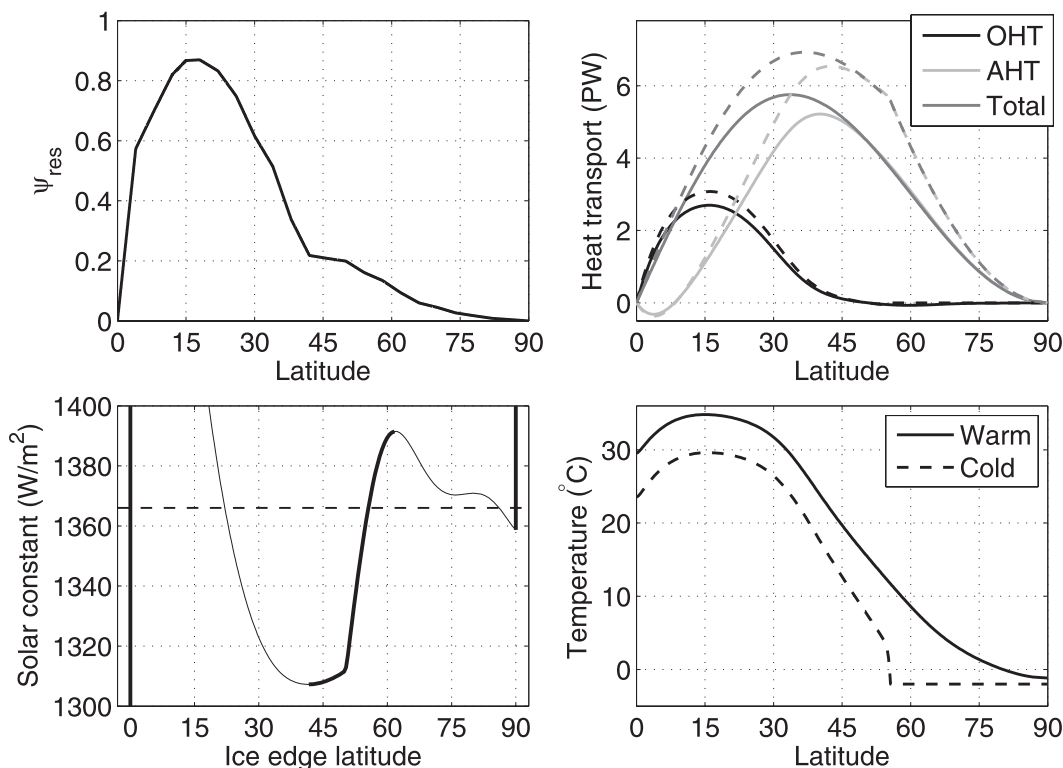 1
0.8
0.6
0.4
0.2
0
ψres
0 15 30 45 60 75 90
Latitude
OHT
AHT
Total
6
4
2
0
Heat transport (PW)
0 15 30 45 60 75 90
Latitude
1400
1380
1360
1340
1320
1300
Solar constant (W/m²)
0 15 30 45 60 75 90
Ice edge latitude
Warm
Cold
30
20
10
0
Temperature (°C)
0 15 30 45 60 75 90
Latitude